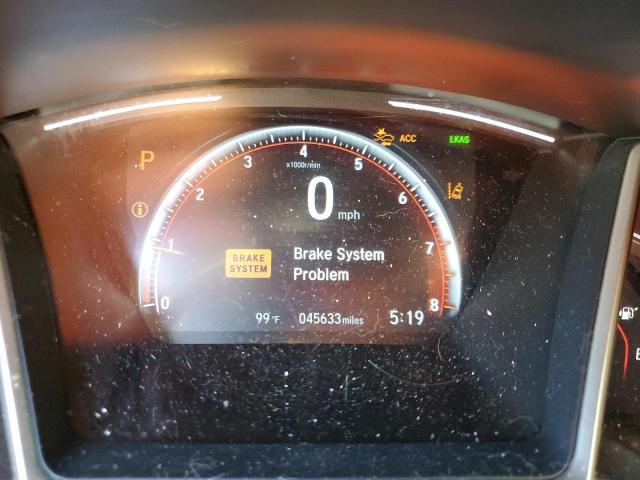 ACC
LKAS
P
4
3
5
x1000r/min
2
6
0 mph
1
7
BRAKE
SYSTEM
Brake System
Problem
0
8
99°F
045633miles
5:19